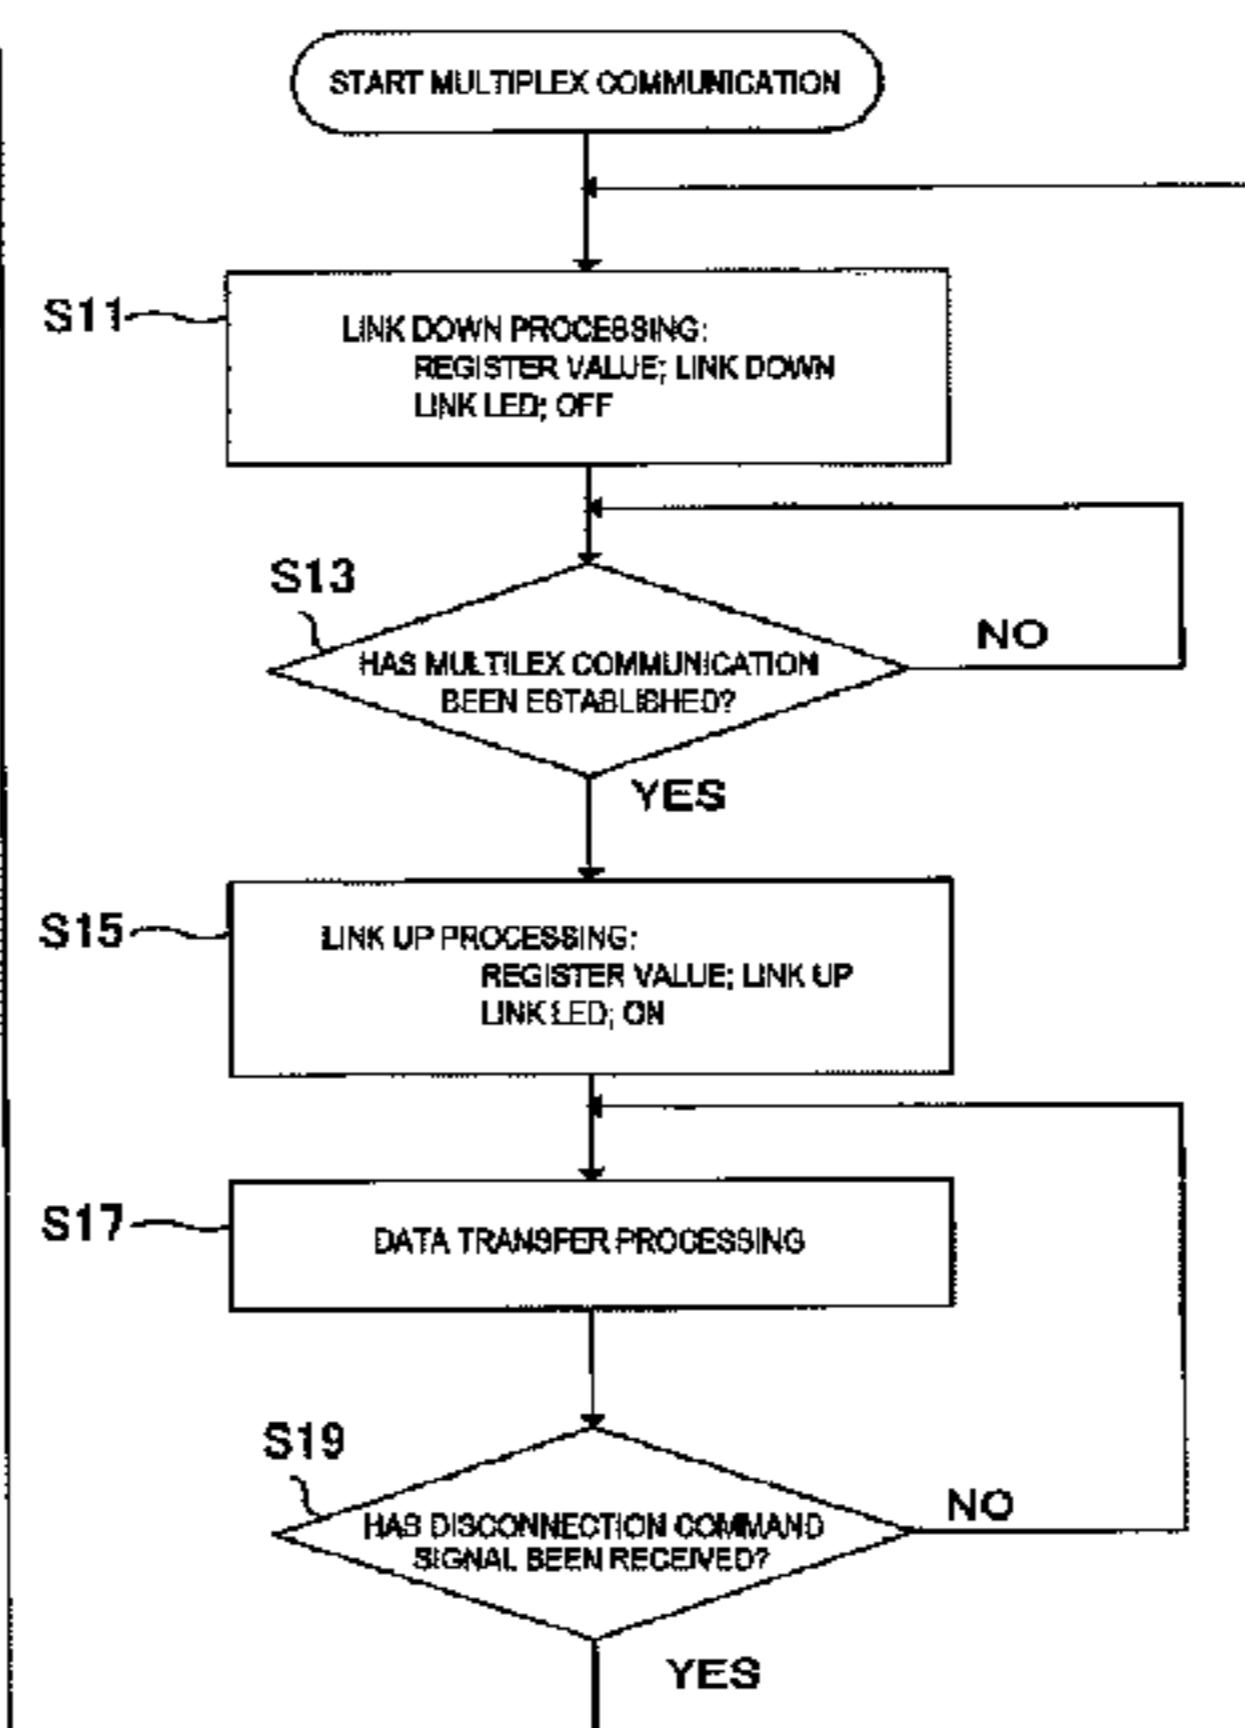 START MULTIPLEX COMMUNICATION
S11
LINK DOWN PROCESSING:
REGISTER VALUE; LINK DOWN
LINK LED; OFF
S13
HAS MULTILEX COMMUNICATION
BEEN ESTABLISHED?
NO
YES
S15
LINK UP PROCESSING:
REGISTER VALUE; LINK UP
LINK LED; ON
S17
DATA TRANSFER PROCESSING
S19
HAS DISCONNECTION COMMAND
SIGNAL BEEN RECEIVED?
NO
YES